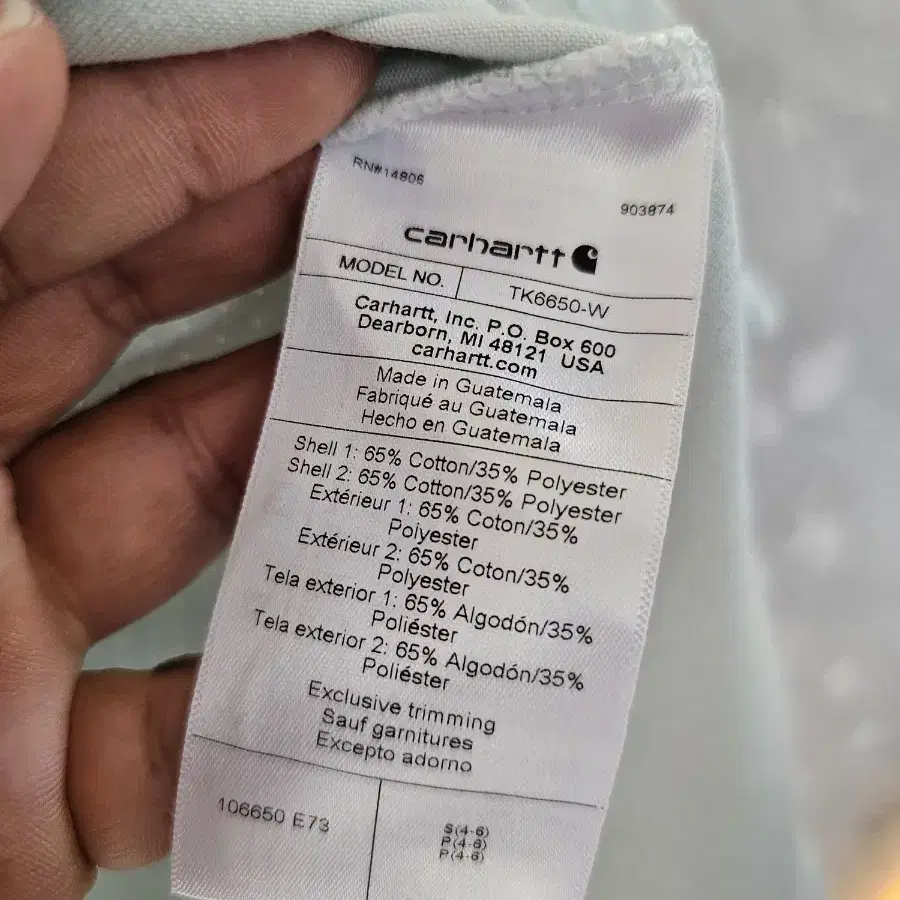 RN#14806
903874
carhartt
MODEL NO. TK6650-W
Carhartt, Inc. P.O. Box 600
Dearborn, MI 48121 USA
carhartt.com
Made in Guatemala
Fabriqué au Guatemala
Hecho en Guatemala
Shell 1: 65% Cotton/35% Polyester
Shell 2: 65% Cotton/35% Polyester
Extérieur 1: 65% Coton/35%
Polyester
Extérieur 2: 65% Coton/35%
Polyester
Tela exterior 1: 65% Algodón/35%
Poliéster
Tela exterior 2: 65% Algodón/35%
Poliéster
Exclusive trimming
Sauf garnitures
Excepto adorno
106650 E73
S(4-6)
P(4-6)
P(4-6)